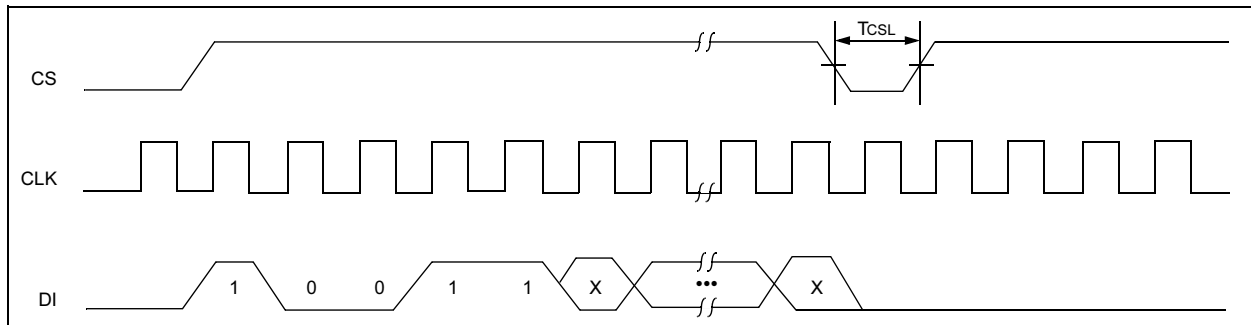 TCSL
CS
CLK
DI
1 0 0 1 1 X ••• X